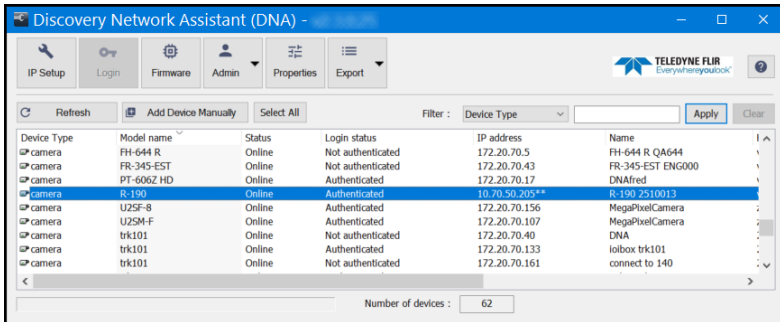 Discovery Network Assistant (DNA) -
IP Setup Login Firmware Admin Properties Export TELEDYNE FLIR
Everywhereyoulook
Refresh Add Device Manually Select All Filter : Device Type Apply Clear
Device Type Model name Status Login status IP address Name
camera FH-644 R Online Not authenticated 172.20.70.5 FH-644 R QA644
camera FR-345-EST Online Not authenticated 172.20.70.43 FR-345-EST ENG000
camera PT-606Z HD Online Authenticated 172.20.70.17 DNAfred
camera R-190 Online Authenticated 10.70.50.205** R-190 2510013
camera U2SF-8 Online Authenticated 172.20.70.156 MegaPixelCamera
camera U2SM-F Online Authenticated 172.20.70.107 MegaPixelCamera
camera trk101 Online Not authenticated 172.20.70.40 DNA
camera trk101 Online Authenticated 172.20.70.133 ioibox trk101
camera trk101 Online Not authenticated 172.20.70.161 connect to 140
Number of devices : 62